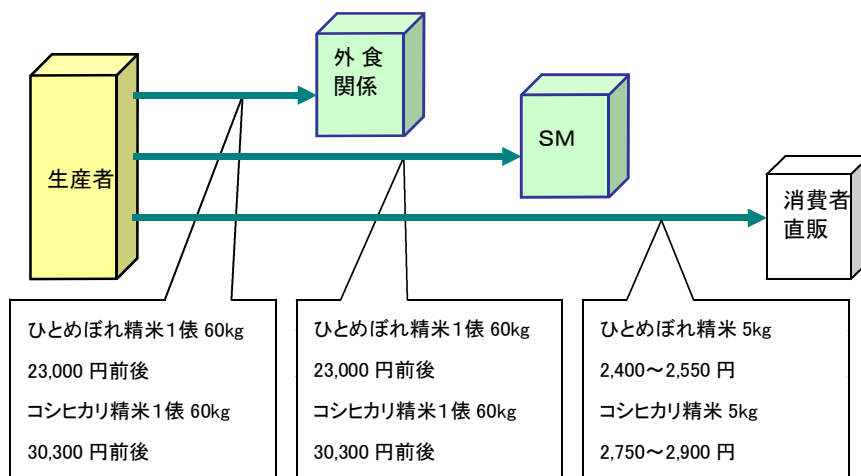 生産者
外 食
関係
SM
消費者
直販
ひとめぼれ精米1俵 60kg
23,000 円前後
コシヒカリ精米1俵 60kg
30,300 円前後
ひとめぼれ精米1俵 60kg
23,000 円前後
コシヒカリ精米1俵 60kg
30,300 円前後
ひとめぼれ精米 5kg
2,400~2,550 円
コシヒカリ精米 5kg
2,750~2,900 円